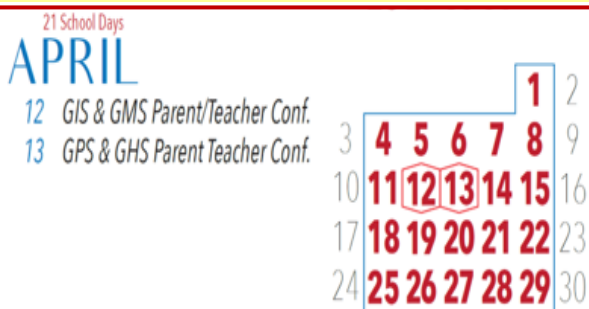 21 School Days
APRIL
12 GIS & GMS Parent/Teacher Conf.
13 GPS & GHS Parent Teacher Conf.
1 2
3 4 5 6 7 8 9
10 11 12 13 14 15 16
17 18 19 20 21 22 23
24 25 26 27 28 29 30